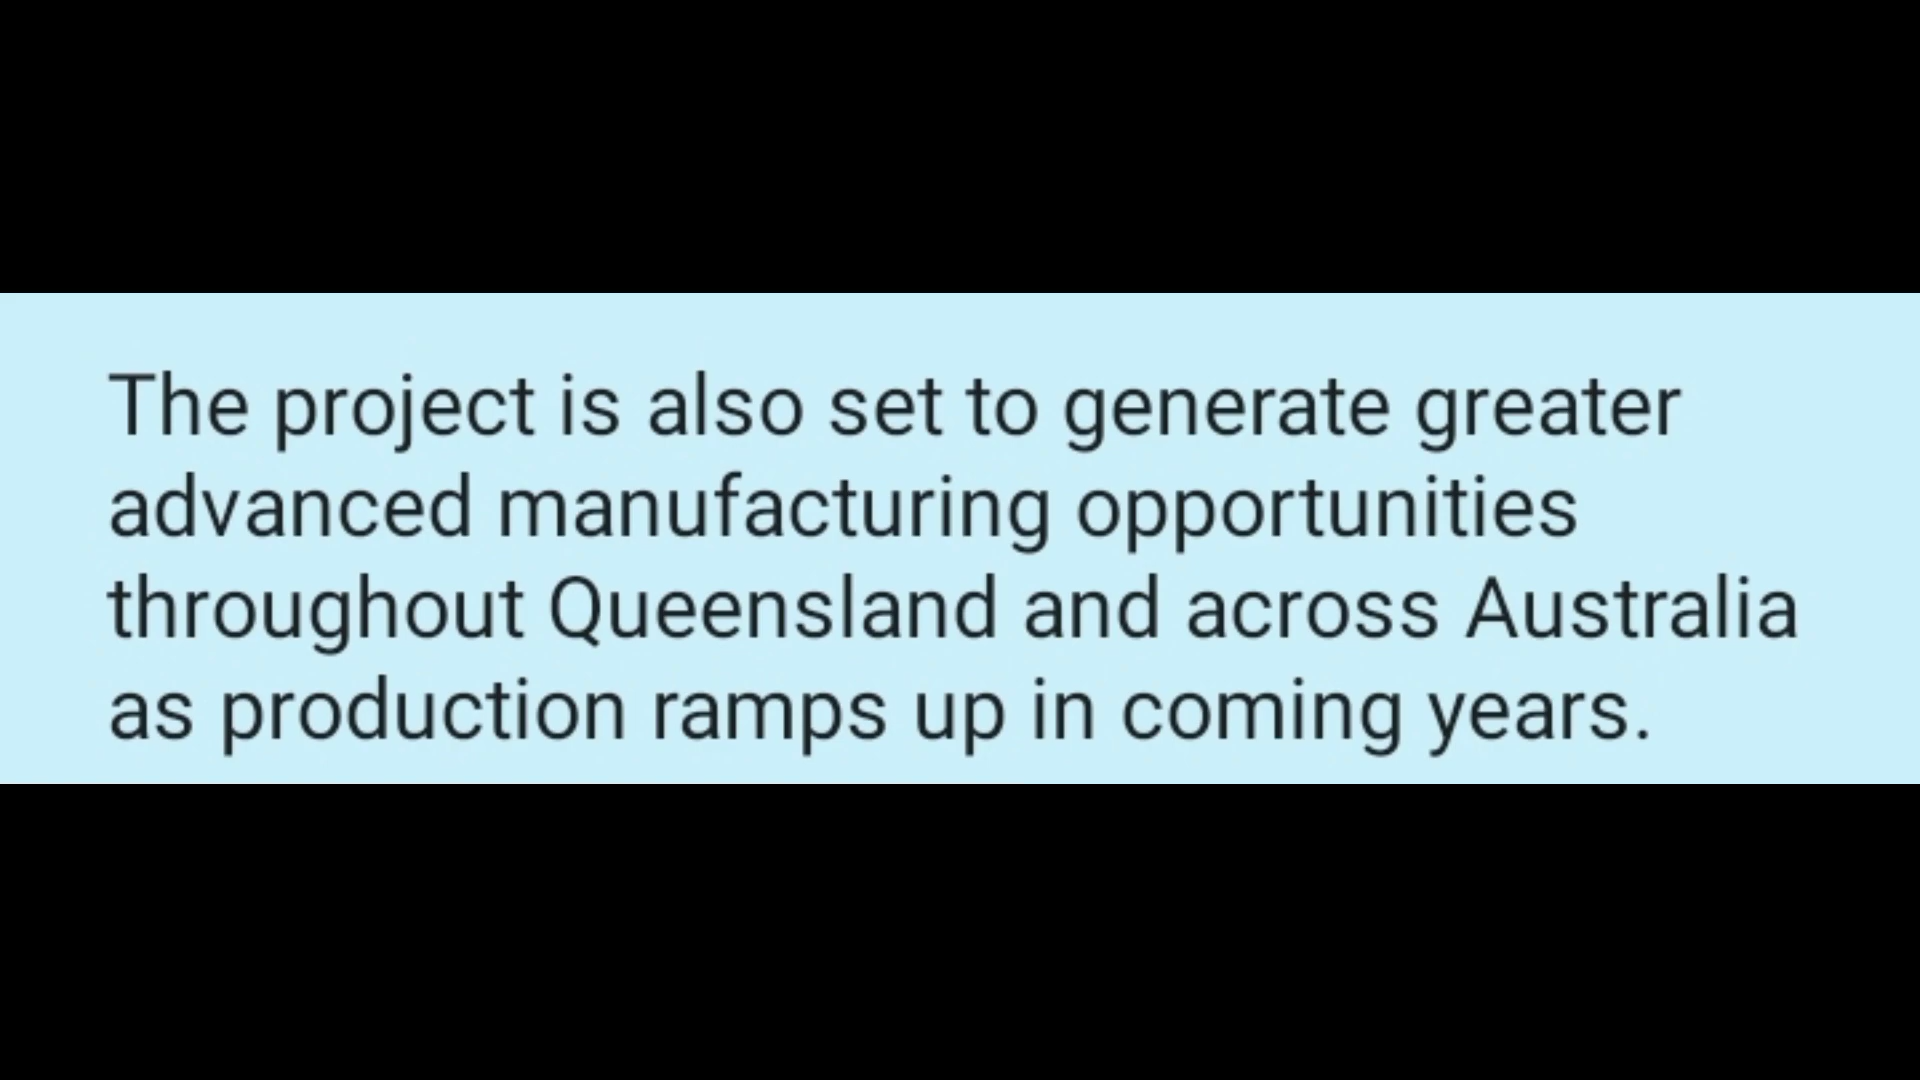 The project is also set to generate greater
advanced manufacturing opportunities
throughout Queensland and across Australia
as production ramps up in coming years.